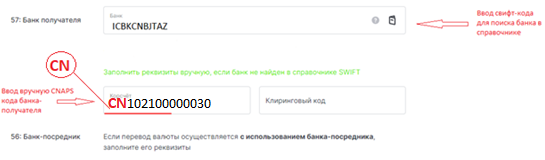 57: Банк получателя
Банк
ICBKCNBJTAZ
?
Ввод свифт-кода
для поиска банка в
справочнике
CN
Заполнить реквизиты вручную, если банк не найден в справочнике SWIFT
Ввод вручную CNAPS
кода банка-
получателя
CN102100000030
Клиринговый код
56: Банк-посредник
Если перевод валюты осуществляется с использованием банка-посредника,
заполните его реквизиты